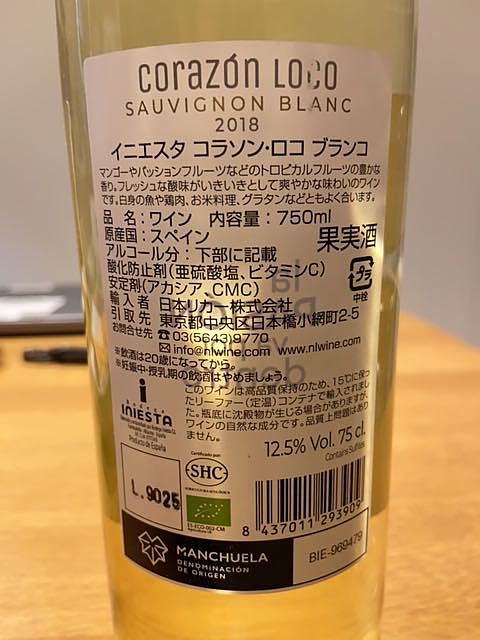 corazón Loco
SAUVIGNON BLANC
2018
イニエスタ コラソン・ロコ ブランコ
マンゴーやパッションフルーツなどのトロピカルフルーツの豊かな
香り。フレッシュな酸味がいきいきとして爽やかな味わいのワイン
です。白身の魚や鶏肉、お米料理、グラタンなどともよく合います。
品 名：ワイン 内容量：750ml
原産国：スペイン 果実酒
アルコール分：下部に記載
酸化防止剤(亜硫酸塩、ビタミンC)
安定剤(アカシア、CMC)
プラ
中栓
輸入者 日本リカー株式会社
引取先 東京都中央区日本橋小網町2-5
お問合せ先 ☎03(5643)9770
✉info@nlwine.com www.nlwine.com
※飲酒は20歳になってから。
※妊娠中・授乳期の飲酒はやめましょう。
このワインは高品質保持のため、15℃に保っ
たリーファー(定温)コンテナで輸入されまし
た。瓶底に沈殿物が生じる場合がありますが、
ワインの自然な成分です。品質上問題はあり
ません。
BODEGA
INIESTA
Producto de España
12.5% Vol. 75 cl.
Contains Sulfites
L.9025
Certificado por
SHC
ES-ECO-002-CM
8 437011 293909
MANCHUELA
DENOMINACIÓN
DE ORIGEN
BIE-969479